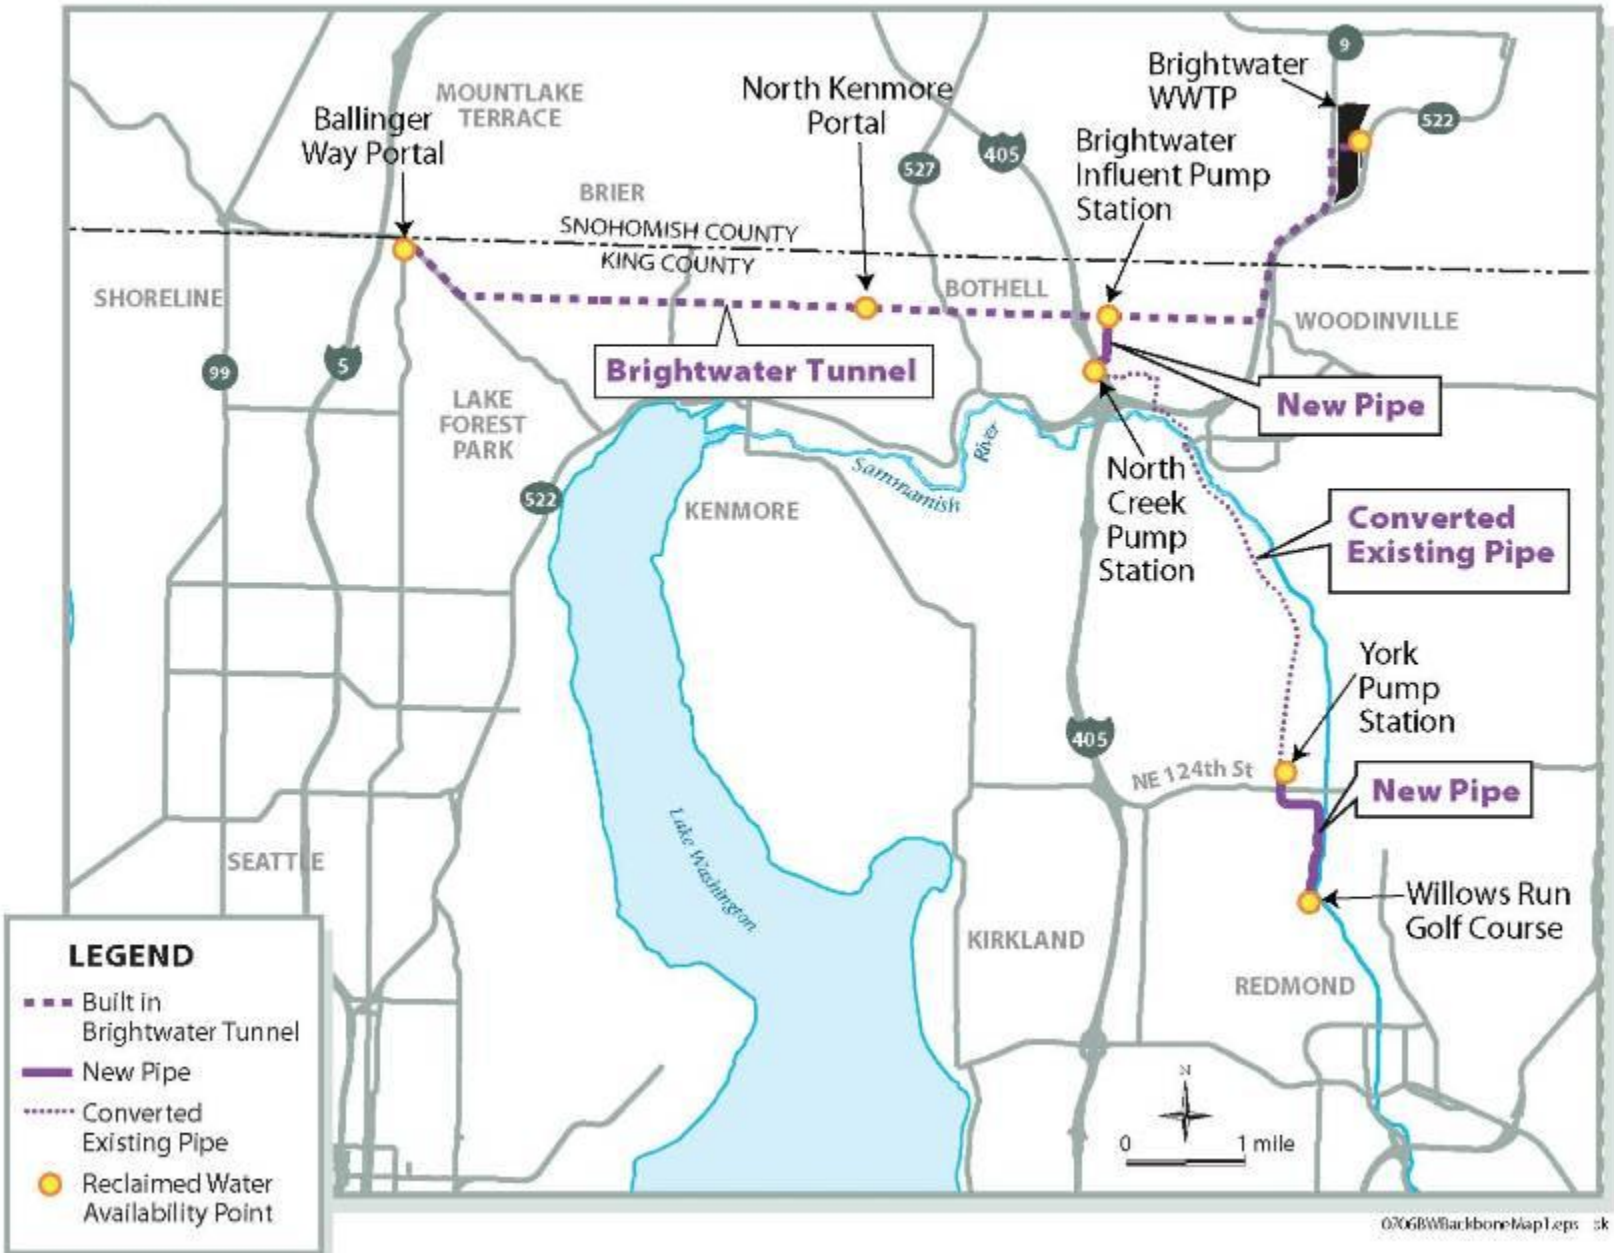 9
Brightwater
WWTP
522
MOUNTLAKE
TERRACE
North Kenmore
Portal
Ballinger
Way Portal
405
527
Brightwater
Influent Pump
Station
BRIER
SNOHOMISH COUNTY
KING COUNTY
SHORELINE
BOTHELL
WOODINVILLE
99
5
Brightwater Tunnel
New Pipe
LAKE
FOREST
PARK
522
KENMORE
Sammamish
River
North
Creek
Pump
Station
Converted
Existing Pipe
York
Pump
Station
405
NE 124th St
New Pipe
Lake Washington
SEATTLE
Willows Run
Golf Course
KIRKLAND
REDMOND
LEGEND
Built in
Brightwater Tunnel
New Pipe
Converted
Existing Pipe
Reclaimed Water
Availability Point
N
0 1 mile
0706BWBackboneMap1.eps sk